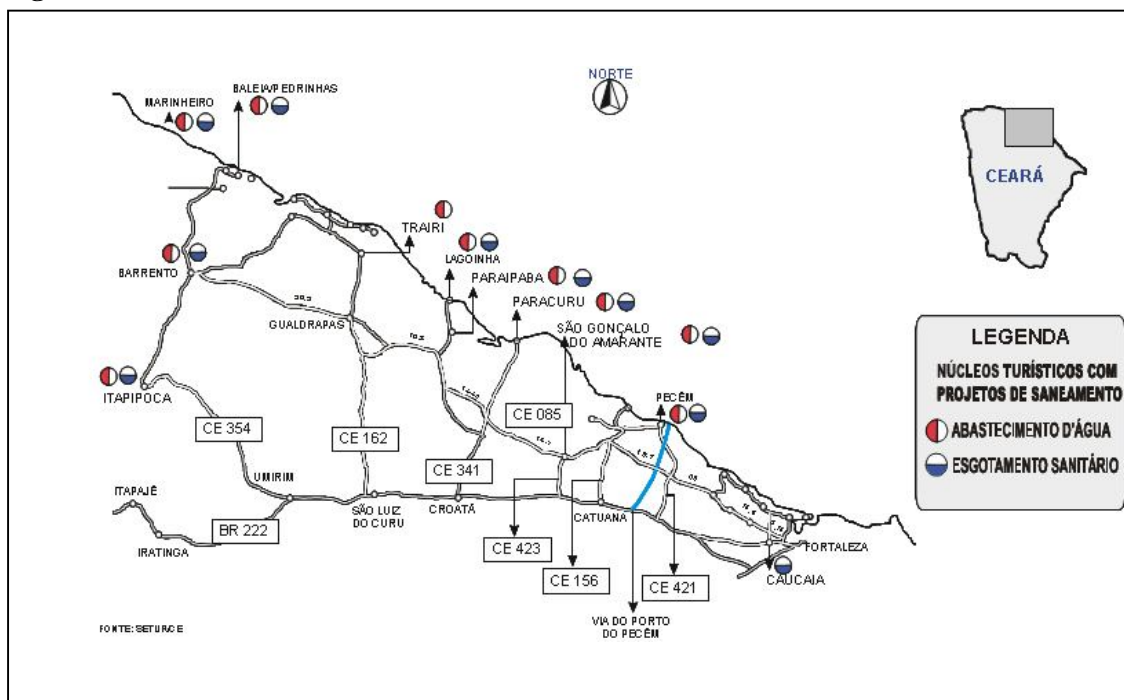 NORTE
BALEIA/PEDRINHAS
MARINHEIRO
CEARÁ
TRAIRI
LAGOINHA
BARRENTO
PARAIPABA
PARACURU
GUALDRAPAS
SÃO GONÇALO
DO AMARANTE
LEGENDA
NÚCLEOS TURÍSTICOS COM
PROJETOS DE SANEAMENTO
ABASTECIMENTO D'ÁGUA
ESGOTAMENTO SANITÁRIO
ITAPIPOCA
PECÉM
CE 085
CE 354
CE 162
CE 341
UMIRIM
ITAPAJÉ
SÃO LUIZ
DO CURU
CROATÁ
CATUANA
BR 222
IRATINGA
FORTALEZA
CE 423
CE 156
CE 421
CAUCAIA
VIA DO PORTO
DO PECÉM
FONTE: SETUR/CE